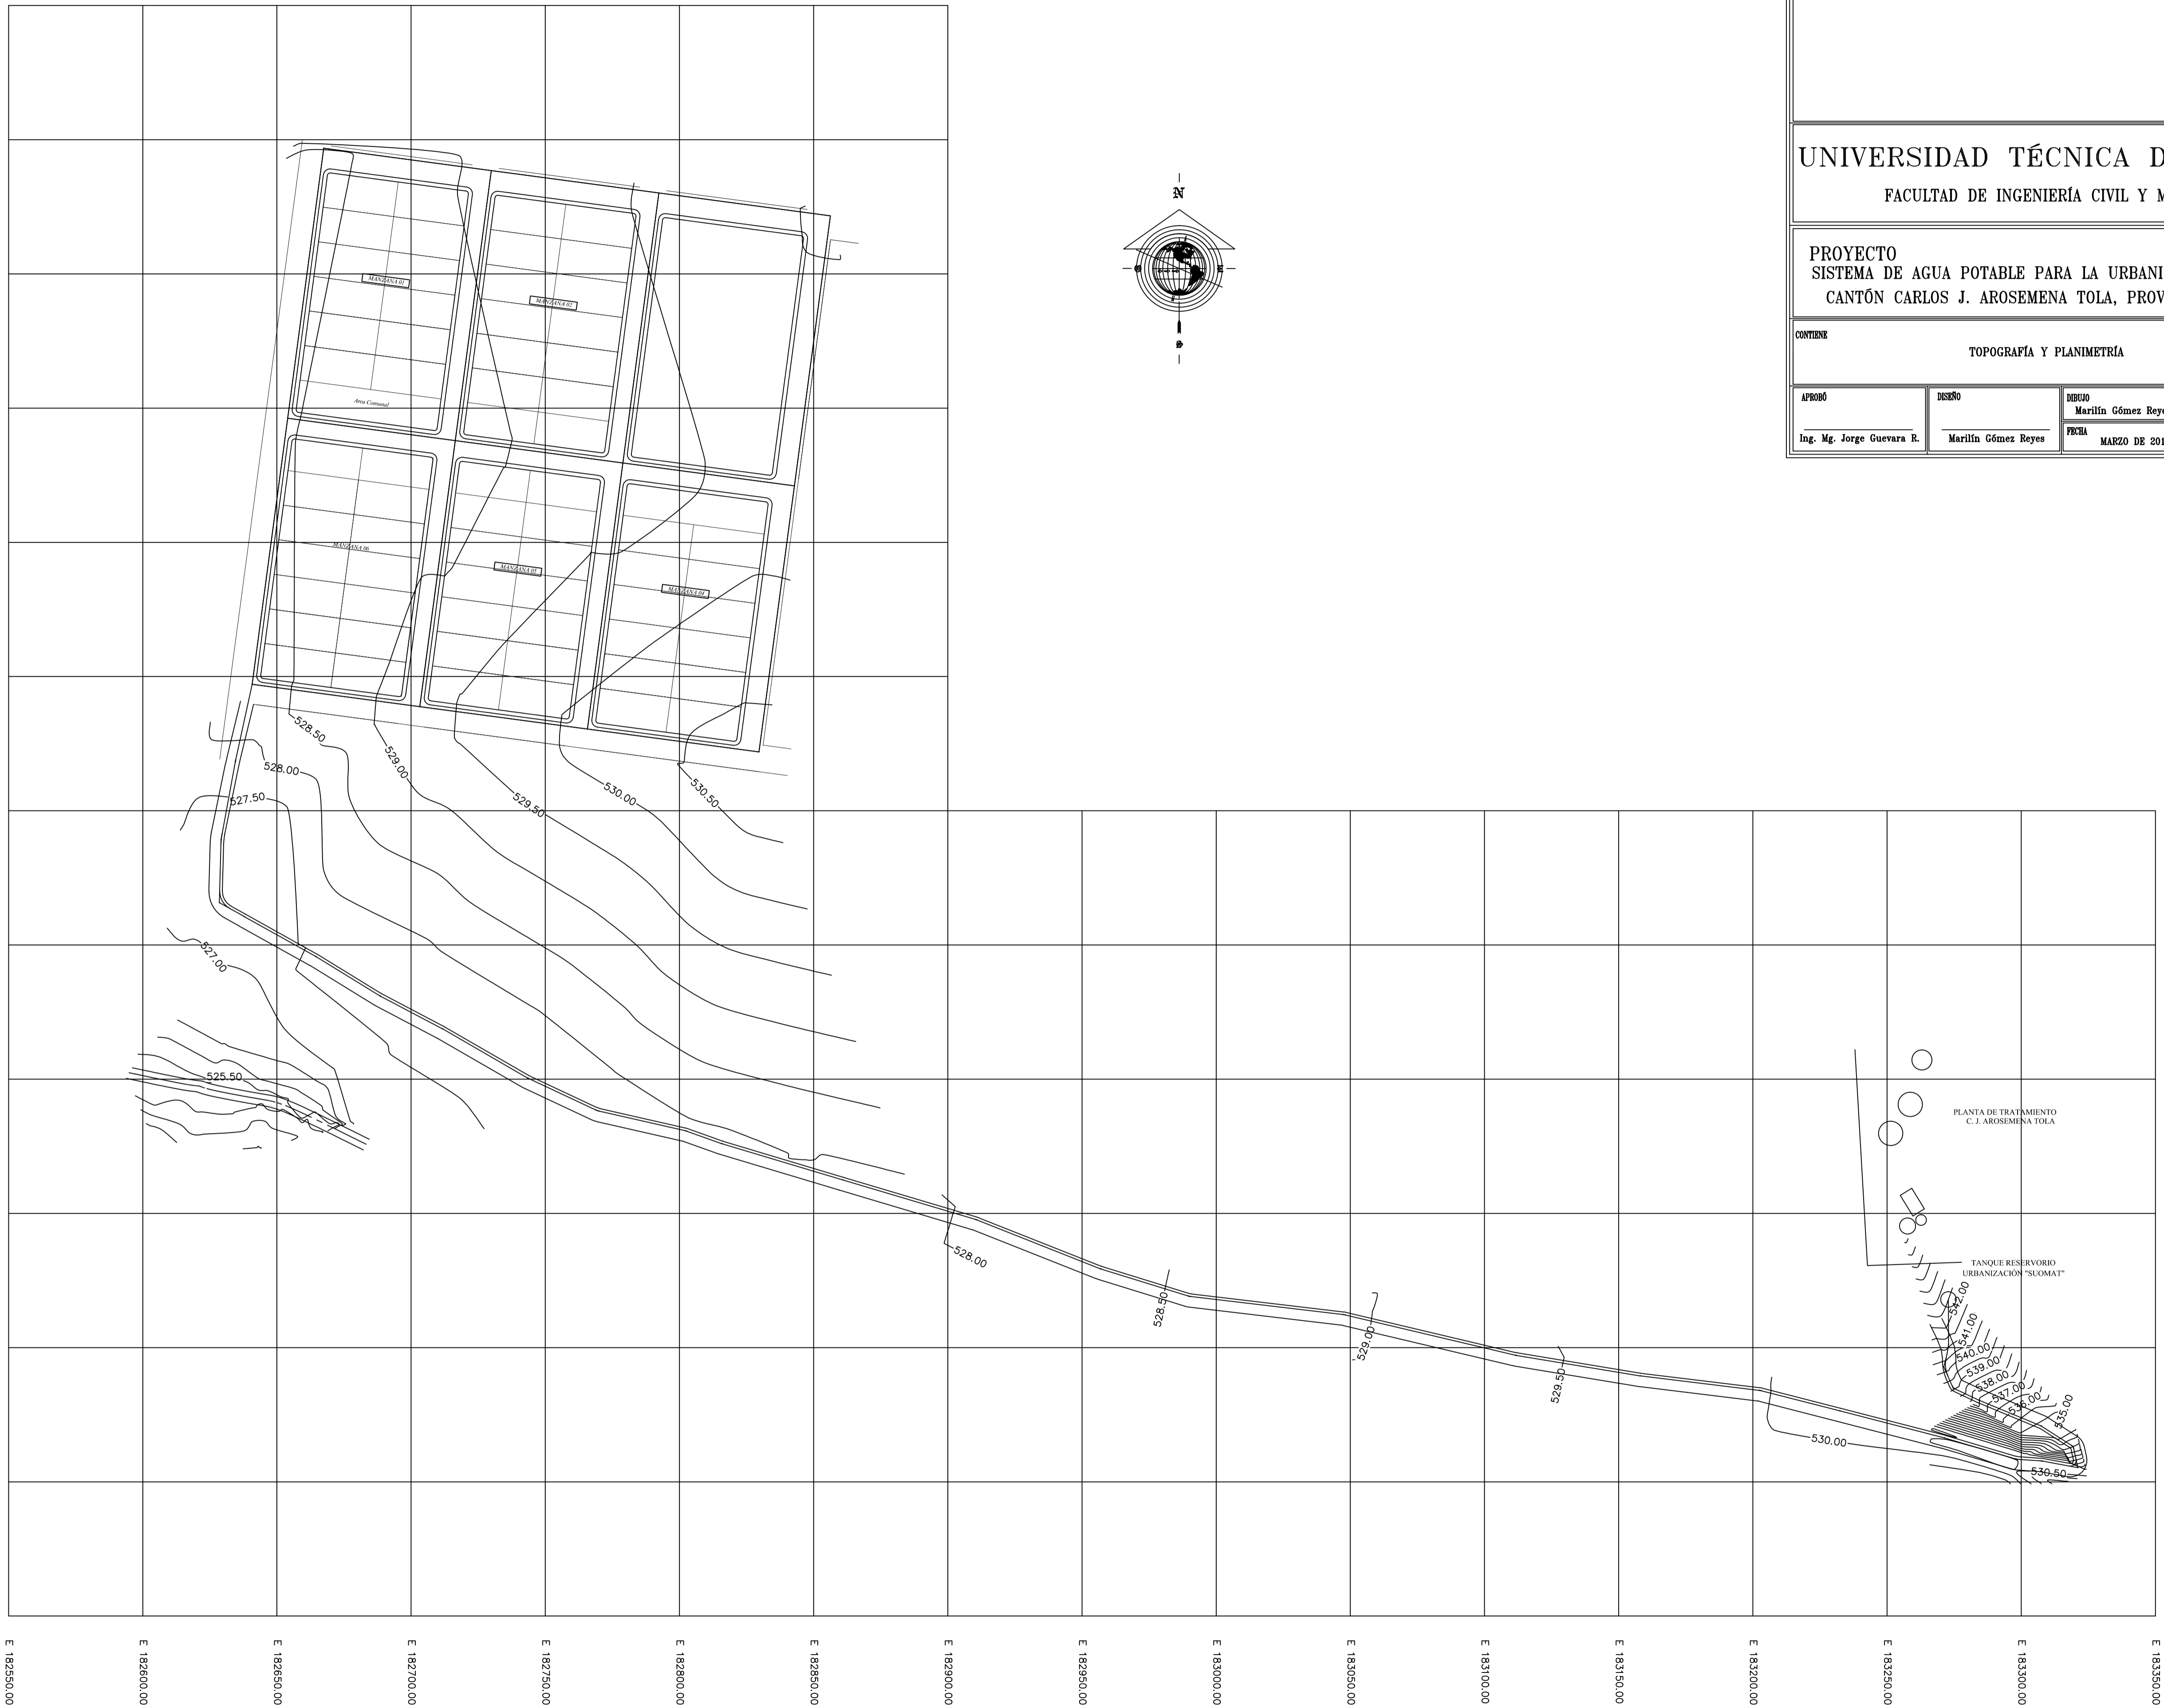 UNIVERSIDAD TÉCNICA D
FACULTAD DE INGENIERÍA CIVIL Y M
PROYECTO
SISTEMA DE AGUA POTABLE PARA LA URBANI
CANTÓN CARLOS J. AROSEMENA TOLA, PROV
CONTIENE
TOPOGRAFÍA Y PLANIMETRÍA
APROBÓ
Ing. Mg. Jorge Guevara R.
DISEÑO
Marilín Gómez Reyes
DIBUJO
Marilín Gómez Reye
FECHA
MARZO DE 201
N
MANZANA 01
MANZANA 02
Area Comunal
MANZANA 06
MANZANA 05
MANZANA 04
528.50
529.00
528.00
527.50
529.50
530.00
530.50
527.00
525.50
528.00
528.50
529.00
529.50
530.00
530.50
PLANTA DE TRATAMIENTO
C. J. AROSEMENA TOLA
TANQUE RESERVORIO
URBANIZACIÓN "SUOMAT"
542.00
541.00
540.00
539.00
538.00
537.00
536.00
535.00
E 182550.00
E 182600.00
E 182650.00
E 182700.00
E 182750.00
E 182800.00
E 182850.00
E 182900.00
E 182950.00
E 183000.00
E 183050.00
E 183100.00
E 183150.00
E 183200.00
E 183250.00
E 183300.00
E 183350.00